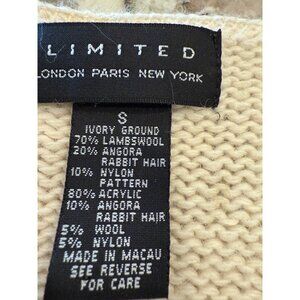 LIMITED
LONDON PARIS NEW YORK
S
IVORY GROUND
70% LAMBSWOOL
20% ANGORA
RABBIT HAIR
10% NYLON
PATTERN
80% ACRYLIC
10% ANGORA
RABBIT HAIR
5% WOOL
5% NYLON
MADE IN MACAU
SEE REVERSE
FOR CARE